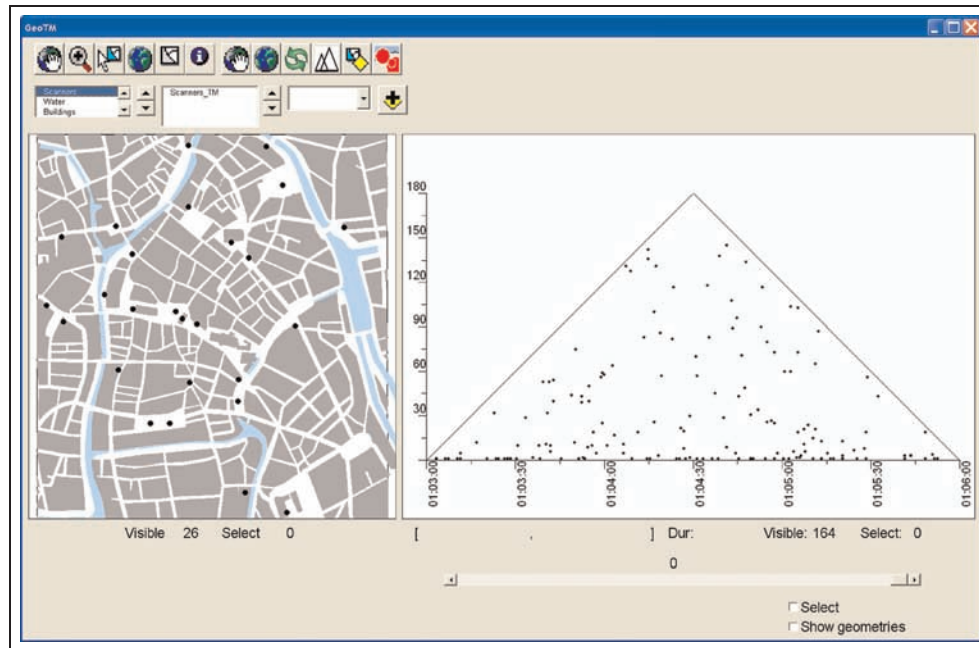 GeoTM
Scanners
Water
Buildings
Scanners_TM
180
150
120
90
60
30
01:03:00
01:03:30
01:04:00
01:04:30
01:05:00
01:05:30
01:06:00
Visible 26 Select 0
[ , ] Dur: Visible: 164 Select: 0
0
Select
Show geometries